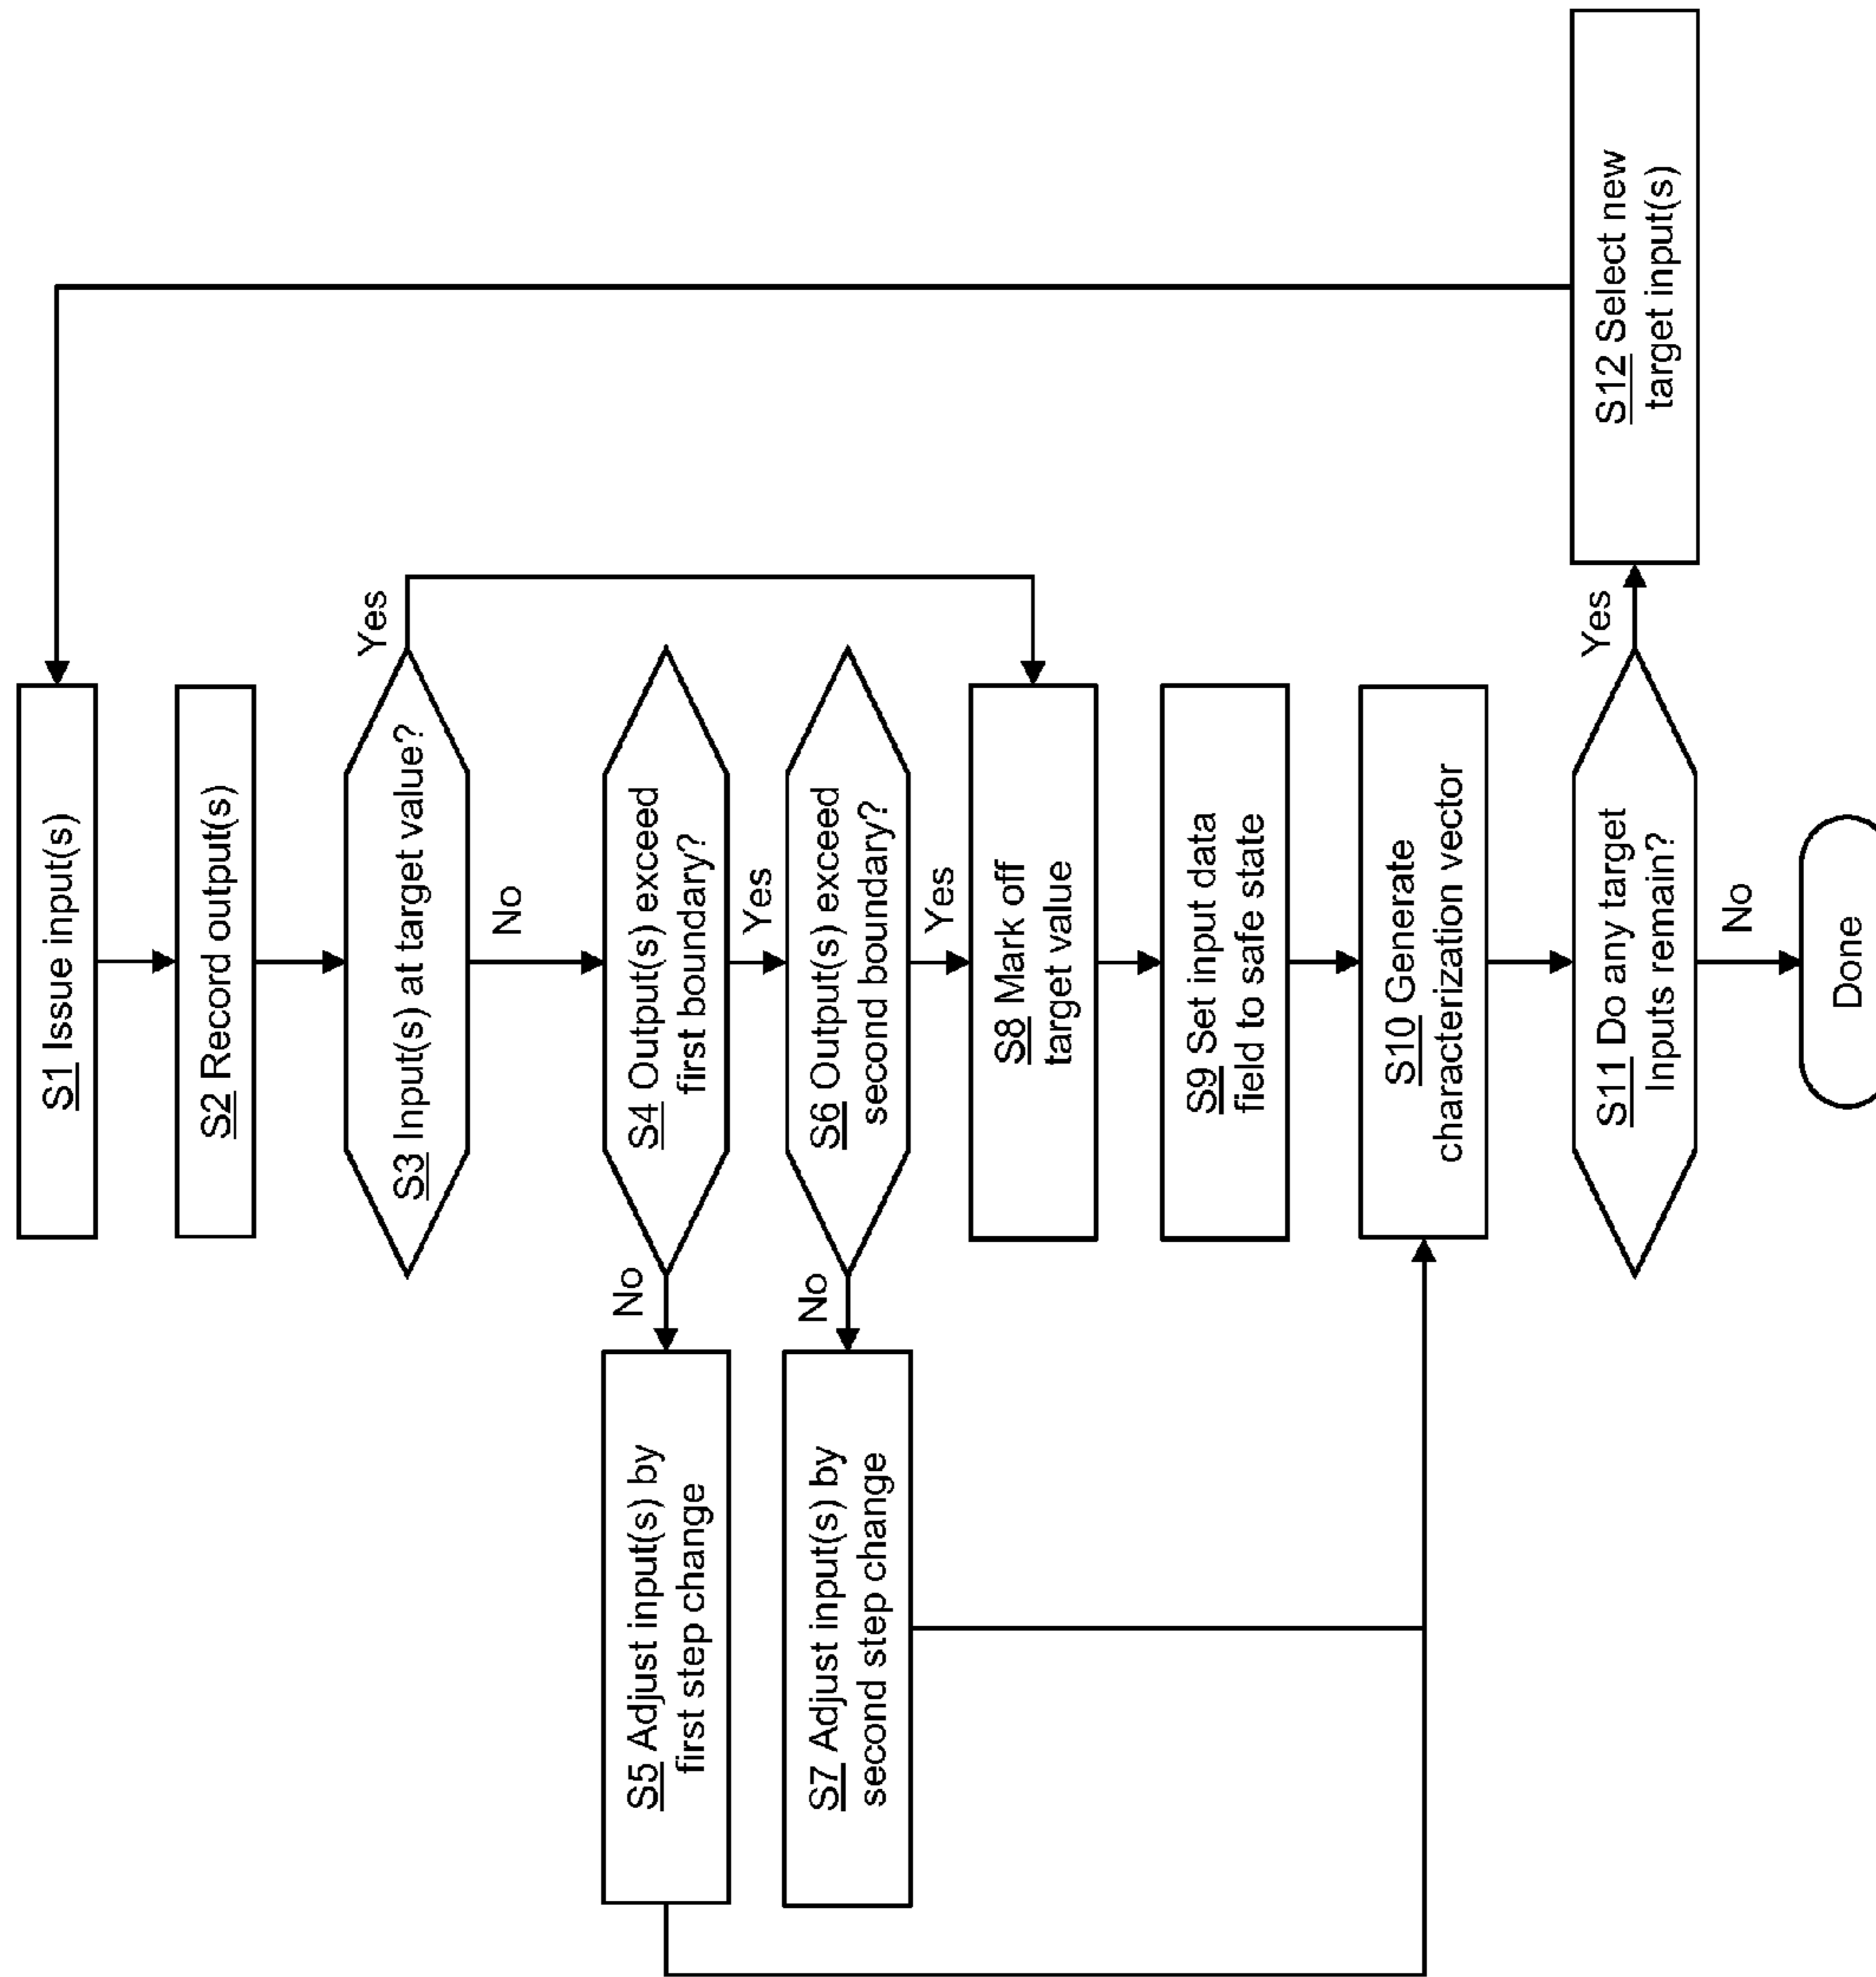 S1 Issue input(s)
S2 Record output(s)
S3 Input(s) at target value?
Yes
No
S4 Output(s) exceed
first boundary?
No
Yes
S5 Adjust input(s) by
first step change
S6 Output(s) exceed
second boundary?
No
Yes
S7 Adjust input(s) by
second step change
S8 Mark off
target value
S9 Set input data
field to safe state
S10 Generate
characterization vector
S11 Do any target
Inputs remain?
Yes
No
S12 Select new
target input(s)
Done